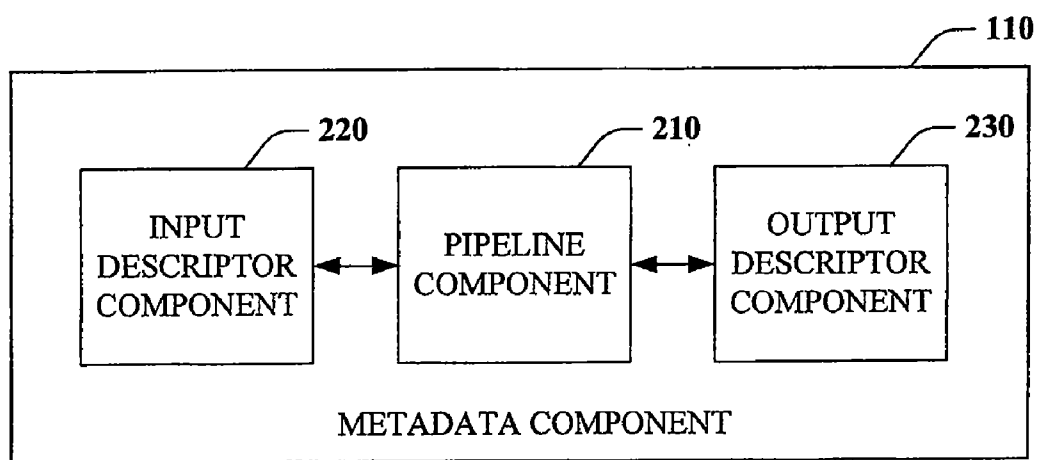 110
220
210
230
INPUT
DESCRIPTOR
COMPONENT
PIPELINE
COMPONENT
OUTPUT
DESCRIPTOR
COMPONENT
METADATA COMPONENT